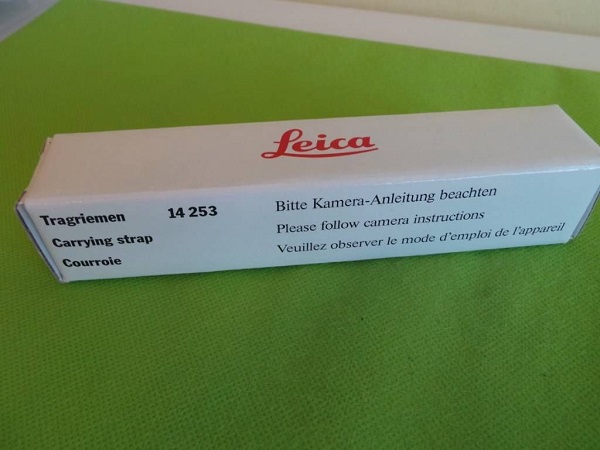 Leica
Tragriemen 14 253
Carrying strap
Courroie
Bitte Kamera-Anleitung beachten
Please follow camera instructions
Veuillez observer le mode d'emploi de l'appareil